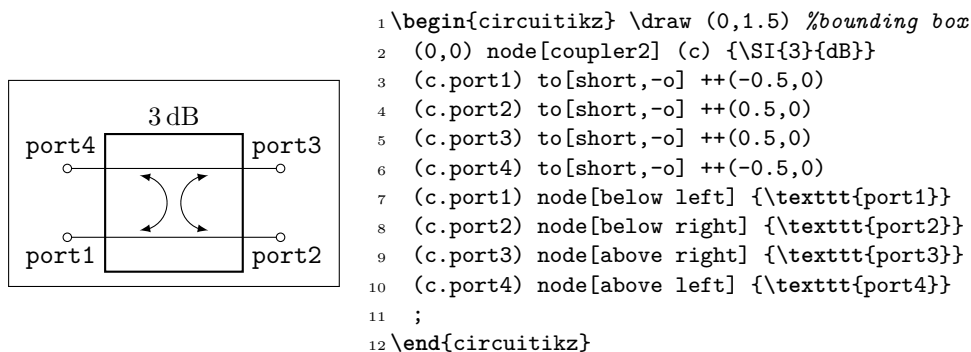 3 dB
port4 port3
port1 port2
1 \begin{circuitikz} \draw (0,1.5) %bounding box
2 (0,0) node[coupler2] (c) {\SI{3}{dB}}
3 (c.port1) to[short,-o] ++(-0.5,0)
4 (c.port2) to[short,-o] ++(0.5,0)
5 (c.port3) to[short,-o] ++(0.5,0)
6 (c.port4) to[short,-o] ++(-0.5,0)
7 (c.port1) node[below left] {\texttt{port1}}
8 (c.port2) node[below right] {\texttt{port2}}
9 (c.port3) node[above right] {\texttt{port3}}
10 (c.port4) node[above left] {\texttt{port4}}
11 ;
12 \end{circuitikz}